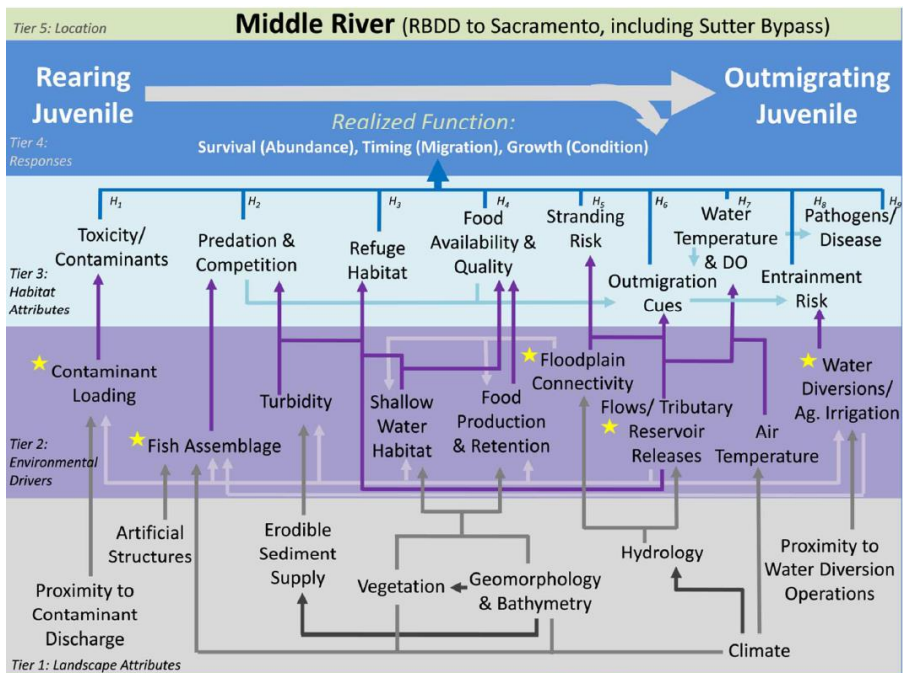 Tier 5: Location
Middle River (RBDD to Sacramento, including Sutter Bypass)
Rearing
Juvenile
Outmigrating
Juvenile
Realized Function:
Survival (Abundance), Timing (Migration), Growth (Condition)
Tier 4:
Responses
H1
H2
H3
H4
H5
H6
H7
H8
H9
Toxicity/
Contaminants
Predation &
Competition
Refuge
Habitat
Food
Availability &
Quality
Stranding
Risk
Outmigration
Cues
Water
Temperature
& DO
Entrainment
Risk
Pathogens/
Disease
Tier 3:
Habitat
Attributes
Contaminant
Loading
Fish Assemblage
Turbidity
Shallow
Water
Habitat
Food
Production
& Retention
Floodplain
Connectivity
Flows/ Tributary
Reservoir
Releases
Air
Temperature
Water
Diversions/
Ag. Irrigation
Tier 2:
Environmental
Drivers
Artificial
Structures
Proximity to
Contaminant
Discharge
Erodible
Sediment
Supply
Vegetation
Geomorphology
& Bathymetry
Hydrology
Proximity to
Water Diversion
Operations
Climate
Tier 1: Landscape Attributes